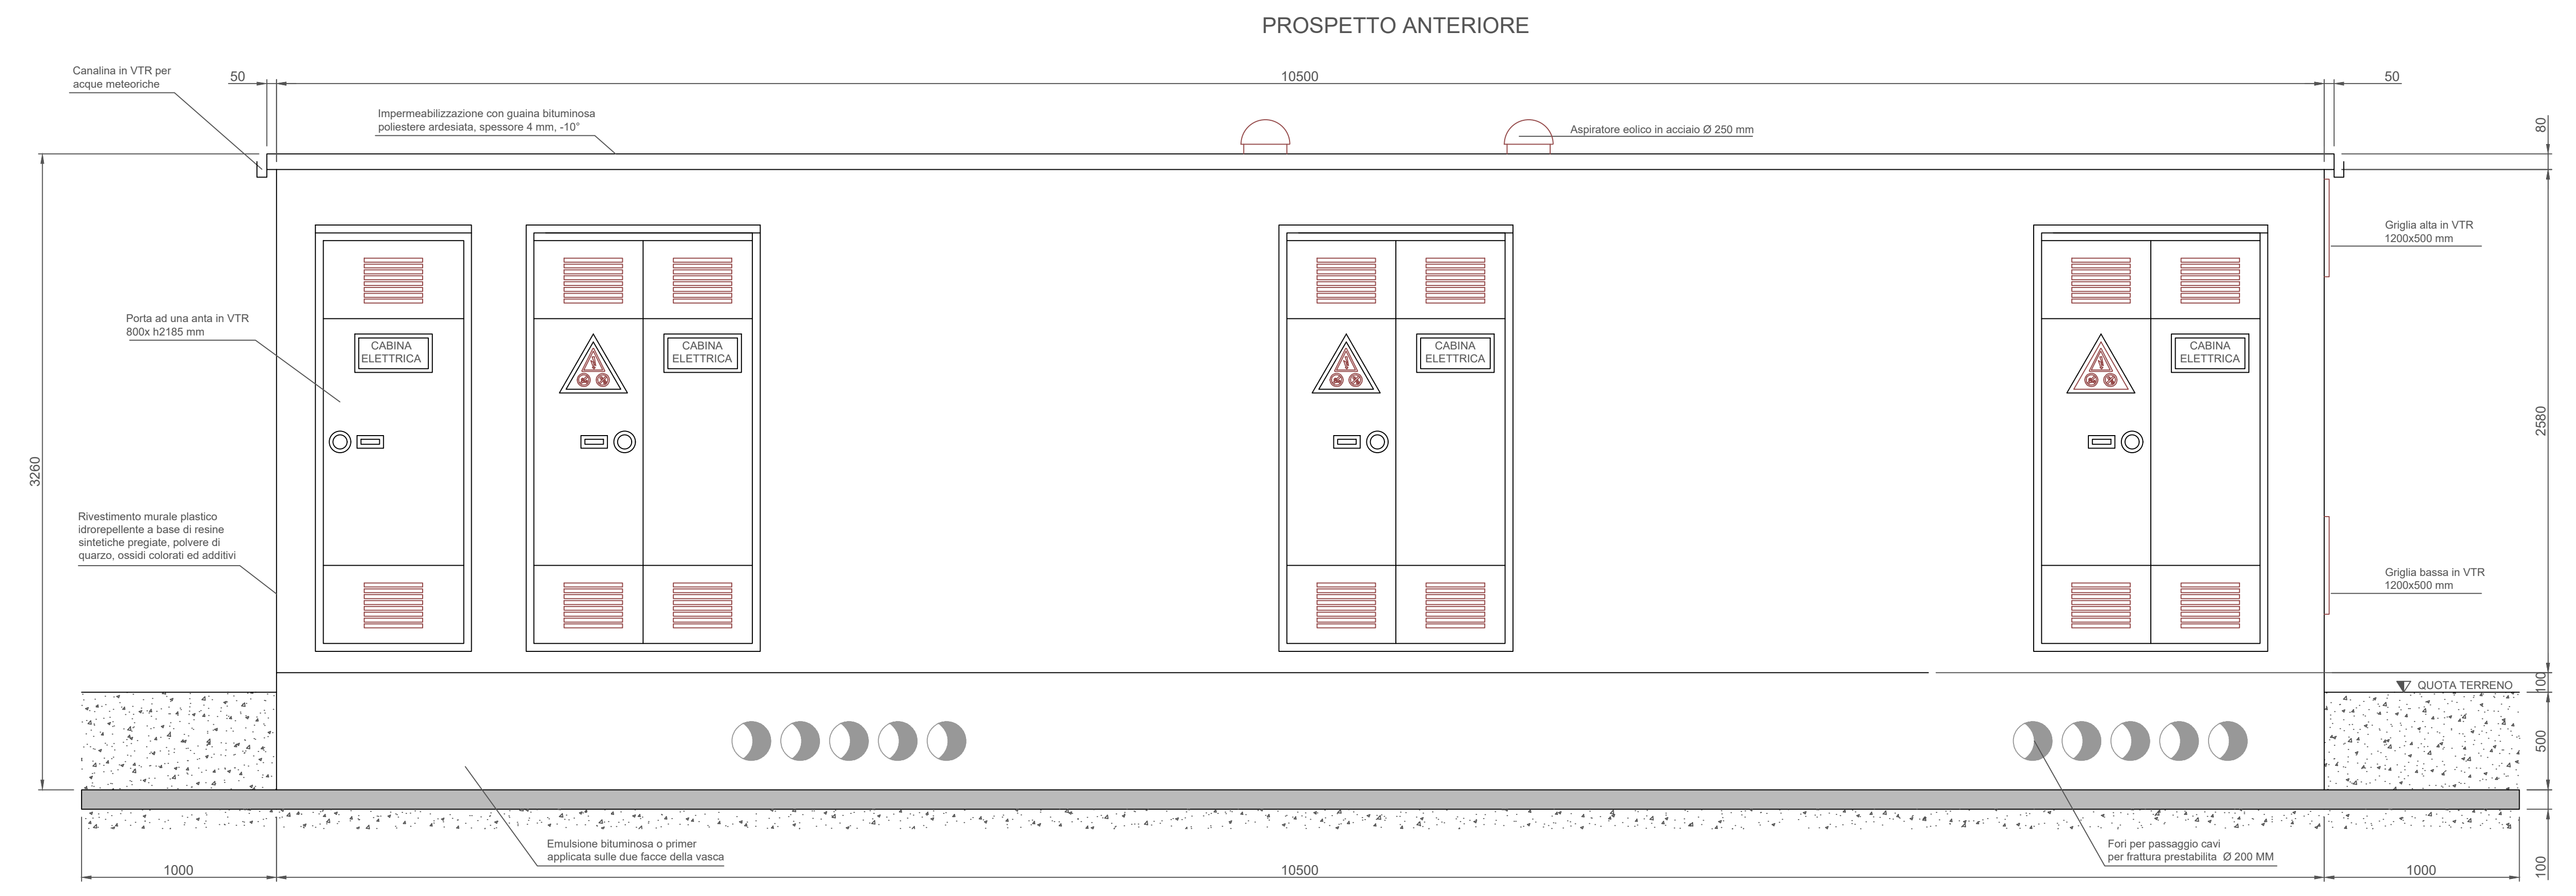 PROSPETTO ANTERIORE
Canalina in VTR per
acque meteoriche
50
10500
50
Impermeabilizzazione con guaina bituminosa
poliestere ardesiata, spessore 4 mm, -10°
Aspiratore eolico in acciaio Ø 250 mm
80
Griglia alta in VTR
1200x500 mm
Porta ad una anta in VTR
800x h2185 mm
CABINA
ELETTRICA
CABINA
ELETTRICA
CABINA
ELETTRICA
CABINA
ELETTRICA
2580
3260
Rivestimento murale plastico
idrorepellente a base di resine
sintetiche pregiate, polvere di
quarzo, ossidi colorati ed additivi
Griglia bassa in VTR
1200x500 mm
100
QUOTA TERRENO
500
Emulsione bituminosa o primer
applicata sulle due facce della vasca
Fori per passaggio cavi
per frattura prestabilita Ø 200 MM
100
1000
10500
1000